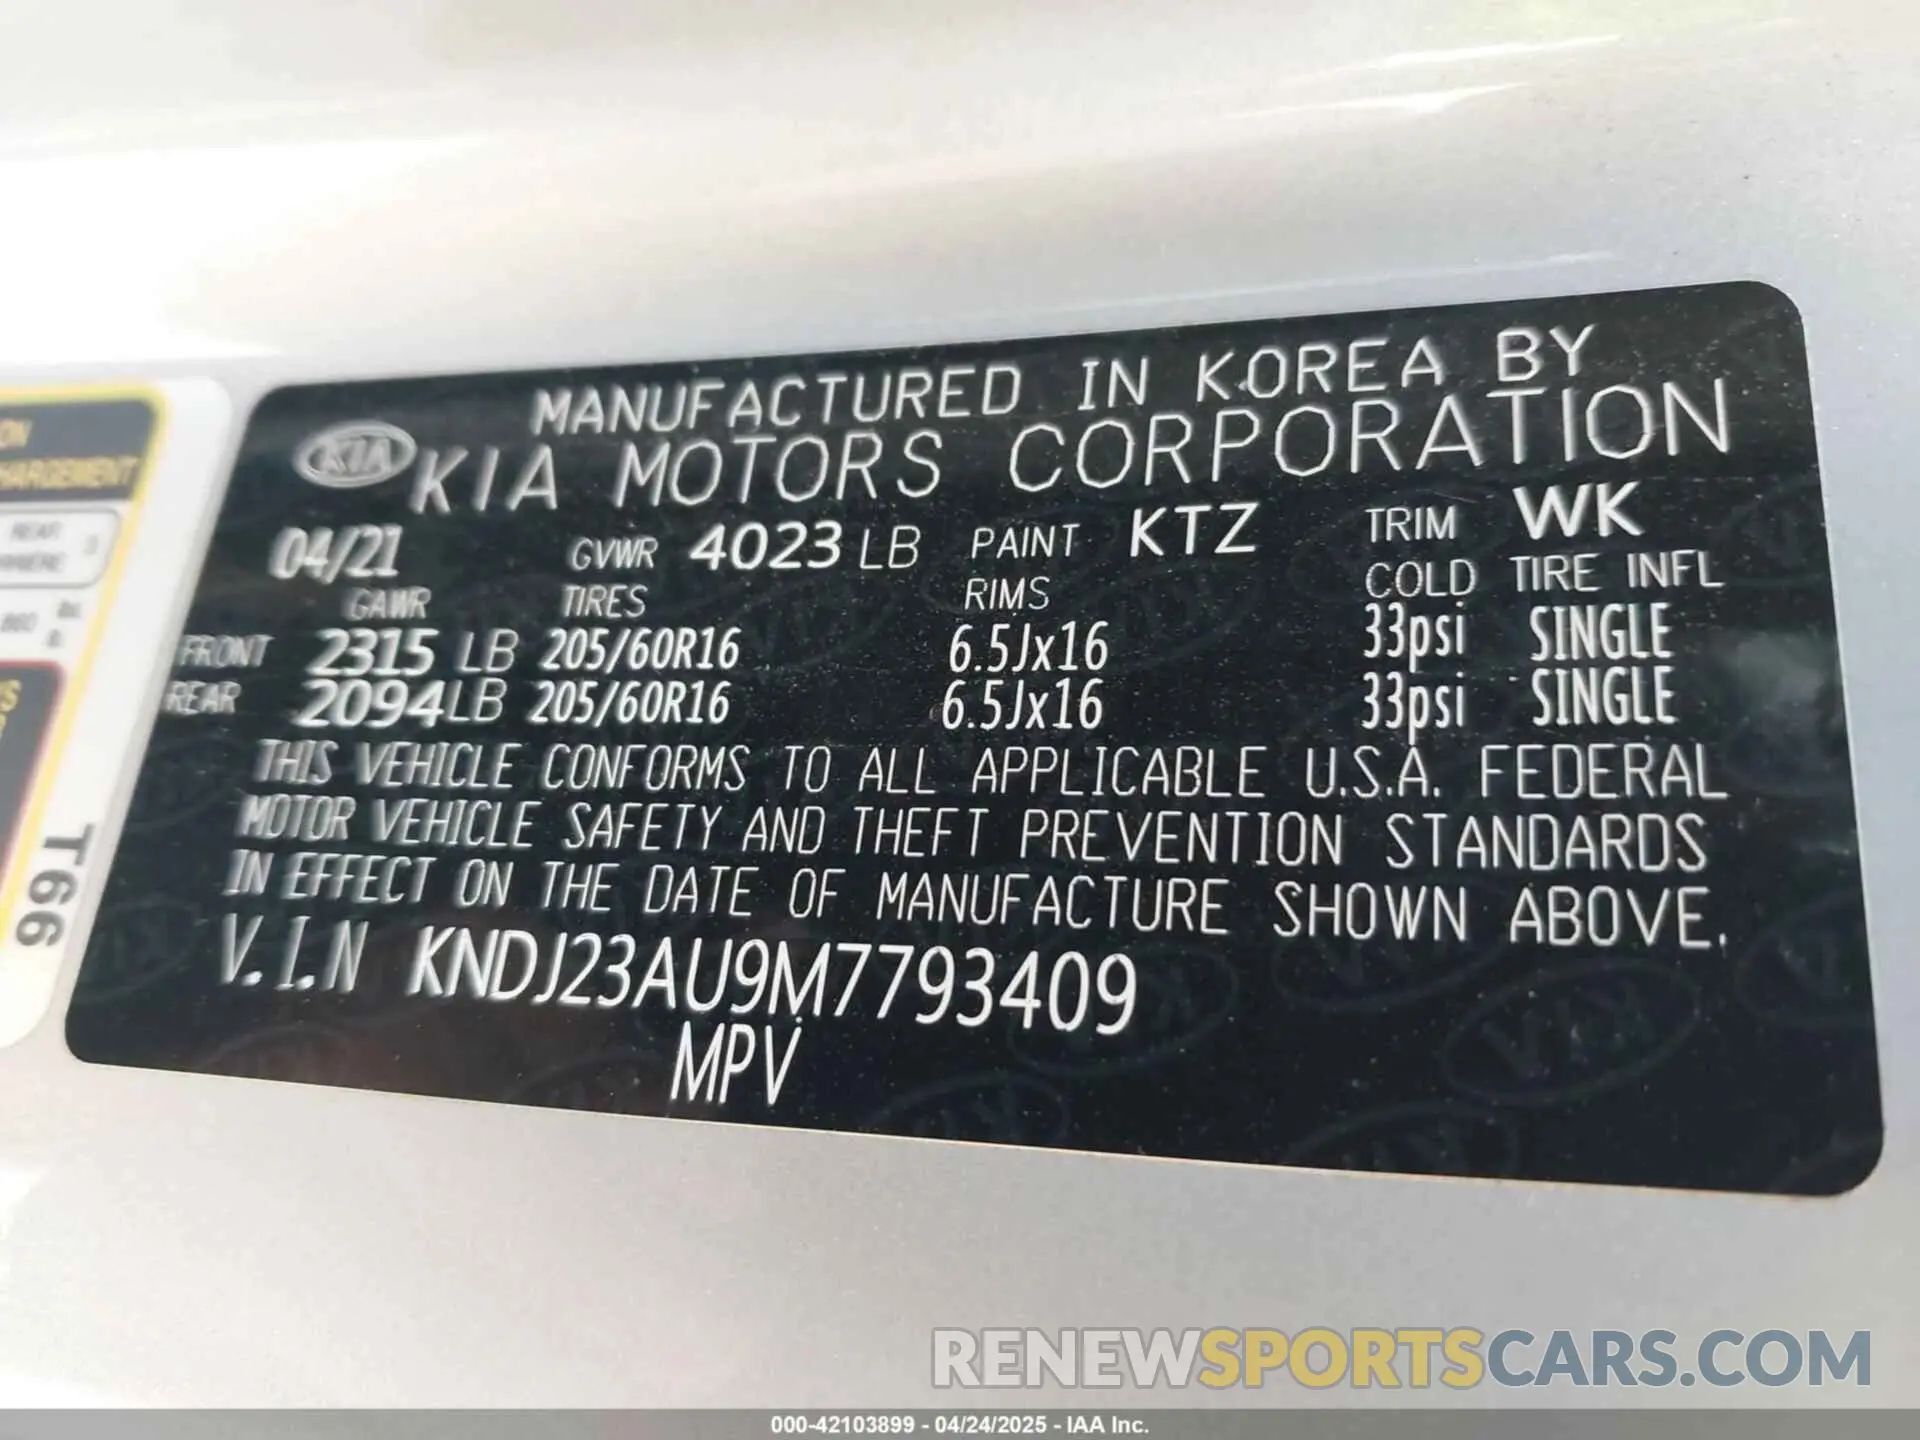 MANUFACTURED IN KOREA BY
KIA KIA MOTORS CORPORATION
04/21 GVWR 4023 LB PAINT KTZ TRIM WK
GAWR TIRES RIMS COLD TIRE INFL
FRONT 2315 LB 205/60R16 6.5Jx16 33psi SINGLE
REAR 2094LB 205/60R16 6.5Jx16 33psi SINGLE
THIS VEHICLE CONFORMS TO ALL APPLICABLE U.S.A. FEDERAL
MOTOR VEHICLE SAFETY AND THEFT PREVENTION STANDARDS
IN EFFECT ON THE DATE OF MANUFACTURE SHOWN ABOVE.
V.I.N KNDJ23AU9M7793409
MPV
REAR
T66
RENEWSPORTSCARS.COM
000-42103899 - 04/24/2025 - IAA Inc.